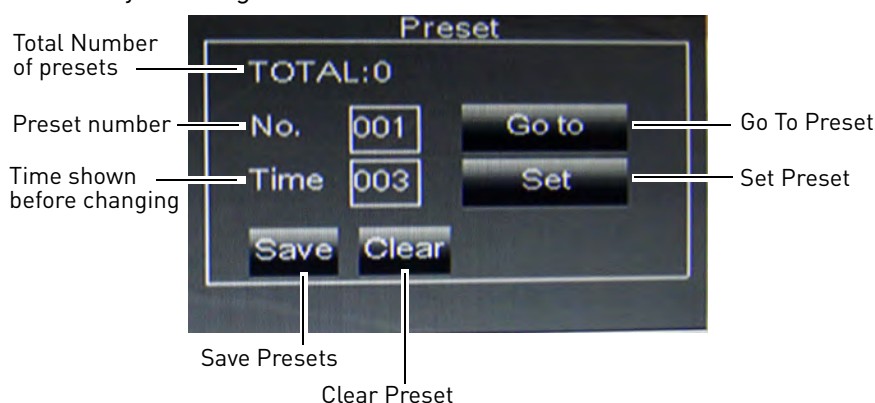 Preset
Total Number
of presets
TOTAL:0
Preset number
No.
001
Go to
Go To Preset
Time shown
before changing
Time
003
Set
Set Preset
Save
Clear
Save Presets
Clear Preset